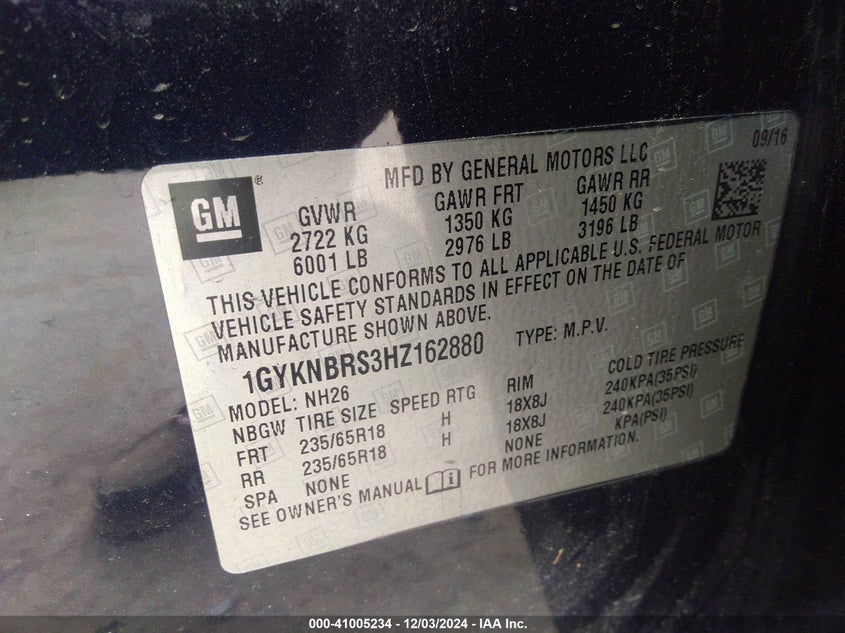 09/16
MFD BY GENERAL MOTORS LLC
GM®
GVWR GAWR FRT GAWR RR
2722 KG 1350 KG 1450 KG
6001 LB 2976 LB 3196 LB
THIS VEHICLE CONFORMS TO ALL APPLICABLE U.S. FEDERAL MOTOR
VEHICLE SAFETY STANDARDS IN EFFECT ON THE DATE OF
MANUFACTURE SHOWN ABOVE.
1GYKNBRS3HZ162880 TYPE: M.P.V.
MODEL: NH26
NBGW TIRE SIZE SPEED RTG RIM COLD TIRE PRESSURE
FRT 235/65R18 H 18X8J 240KPA(35PSI)
RR 235/65R18 H 18X8J 240KPA(35PSI)
SPA NONE NONE KPA(PSI)
SEE OWNER'S MANUAL FOR MORE INFORMATION.
000-41005234 - 12/03/2024 - IAA Inc.